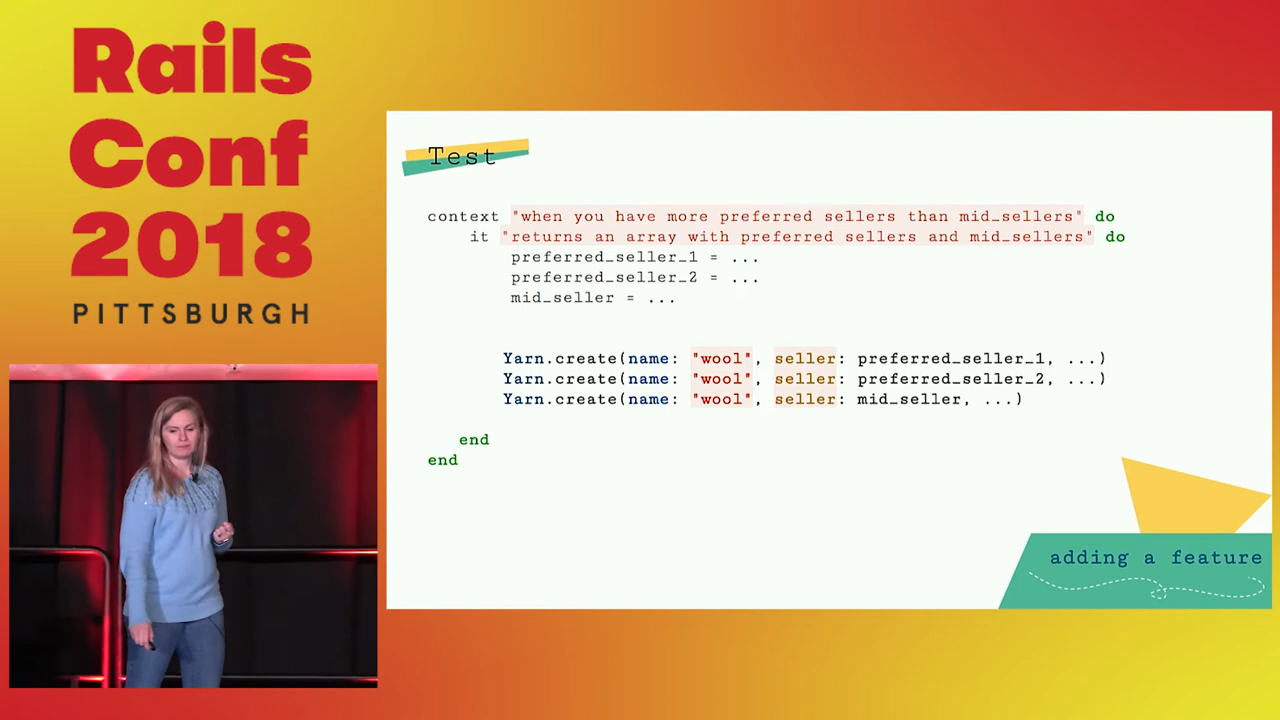 Rails
Conf
2018
PITTSBURGH
Test
context "when you have more preferred sellers than mid_sellers" do
it "returns an array with preferred sellers and mid_sellers" do
preferred_seller_1 = ...
preferred_seller_2 = ...
mid_seller = ...
Yarn.create(name: "wool", seller: preferred_seller_1, ...)
Yarn.create(name: "wool", seller: preferred_seller_2, ...)
Yarn.create(name: "wool", seller: mid_seller, ...)
end
end
adding a feature